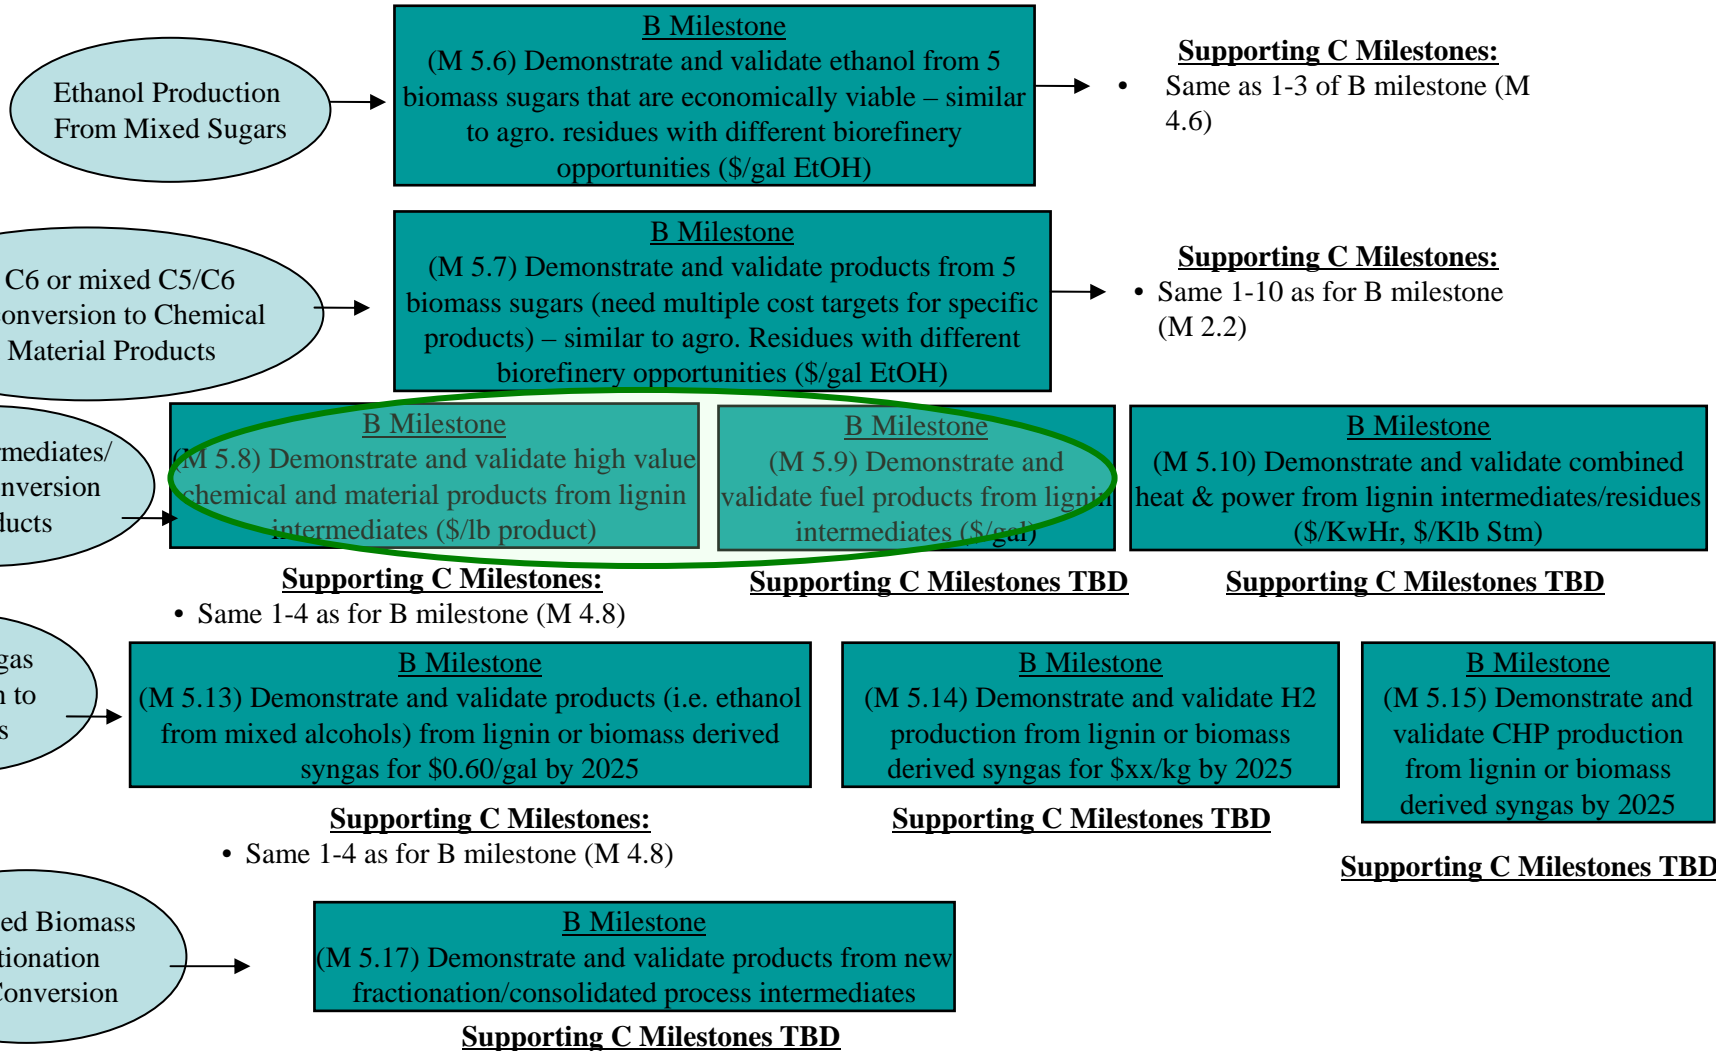 Ethanol Production
From Mixed Sugars
B Milestone
(M 5.6) Demonstrate and validate ethanol from 5
biomass sugars that are economically viable – similar
to agro. residues with different biorefinery
opportunities ($/gal EtOH)
Supporting C Milestones:
• Same as 1-3 of B milestone (M
4.6)
C6 or mixed C5/C6
onversion to Chemical
Material Products
B Milestone
(M 5.7) Demonstrate and validate products from 5
biomass sugars (need multiple cost targets for specific
products) – similar to agro. Residues with different
biorefinery opportunities ($/gal EtOH)
Supporting C Milestones:
• Same 1-10 as for B milestone
(M 2.2)
rmediates/
nversion
ducts
B Milestone
(M 5.8) Demonstrate and validate high value
chemical and material products from lignin
intermediates ($/lb product)
Supporting C Milestones:
• Same 1-4 as for B milestone (M 4.8)
B Milestone
(M 5.9) Demonstrate and
validate fuel products from lignin
intermediates ($/gal)
Supporting C Milestones TBD
B Milestone
(M 5.10) Demonstrate and validate combined
heat & power from lignin intermediates/residues
($/KwHr, $/Klb Stm)
Supporting C Milestones TBD
gas
n to
s
B Milestone
(M 5.13) Demonstrate and validate products (i.e. ethanol
from mixed alcohols) from lignin or biomass derived
syngas for $0.60/gal by 2025
Supporting C Milestones:
• Same 1-4 as for B milestone (M 4.8)
B Milestone
(M 5.14) Demonstrate and validate H2
production from lignin or biomass
derived syngas for $xx/kg by 2025
Supporting C Milestones TBD
B Milestone
(M 5.15) Demonstrate and
validate CHP production
from lignin or biomass
derived syngas by 2025
Supporting C Milestones TBD
ed Biomass
tionation
Conversion
B Milestone
(M 5.17) Demonstrate and validate products from new
fractionation/consolidated process intermediates
Supporting C Milestones TBD